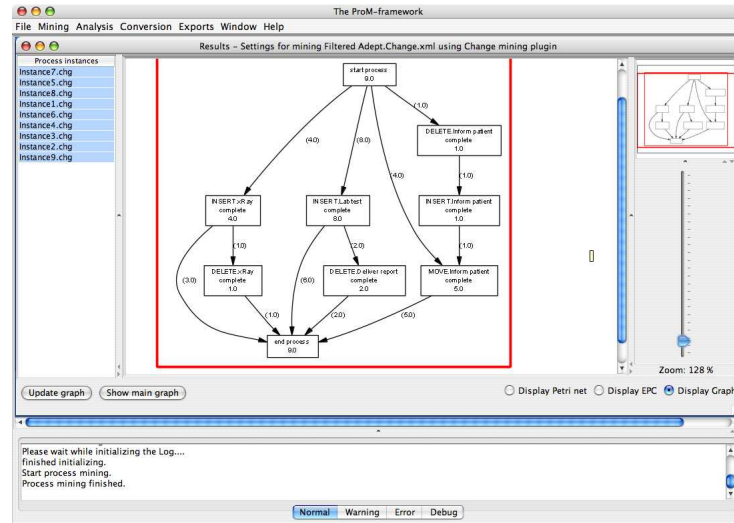 The ProM-framework
File Mining Analysis Conversion Exports Window Help
Results - Settings for mining Filtered Adept.Change.xml using Change mining plugin
Process instances
Instance7.chg
Instance5.chg
Instance8.chg
Instance1.chg
Instance6.chg
Instance4.chg
Instance3.chg
Instance2.chg
Instance9.chg
start process
9.0
(1.0)
DELETE.Inform patient
complete
1.0
(4.0)
(8.0)
(4.0)
(1.0)
INSERT.xRay
complete
4.0
INSERT.Labtest
complete
8.0
INSERT.Inform patient
complete
1.0
(1.0)
(2.0)
(1.0)
DELETE.xRay
complete
1.0
DELETE.Deliver report
complete
2.0
MOVE.Inform patient
complete
5.0
(3.0)
(6.0)
(1.0)
(2.0)
(5.0)
end process
9.0
Zoom: 128 %
Update graph
Show main graph
Display Petri net
Display EPC
Display Graph
Please wait while initializing the Log....
finished initializing.
Start process mining.
Process mining finished.
Normal Warning Error Debug